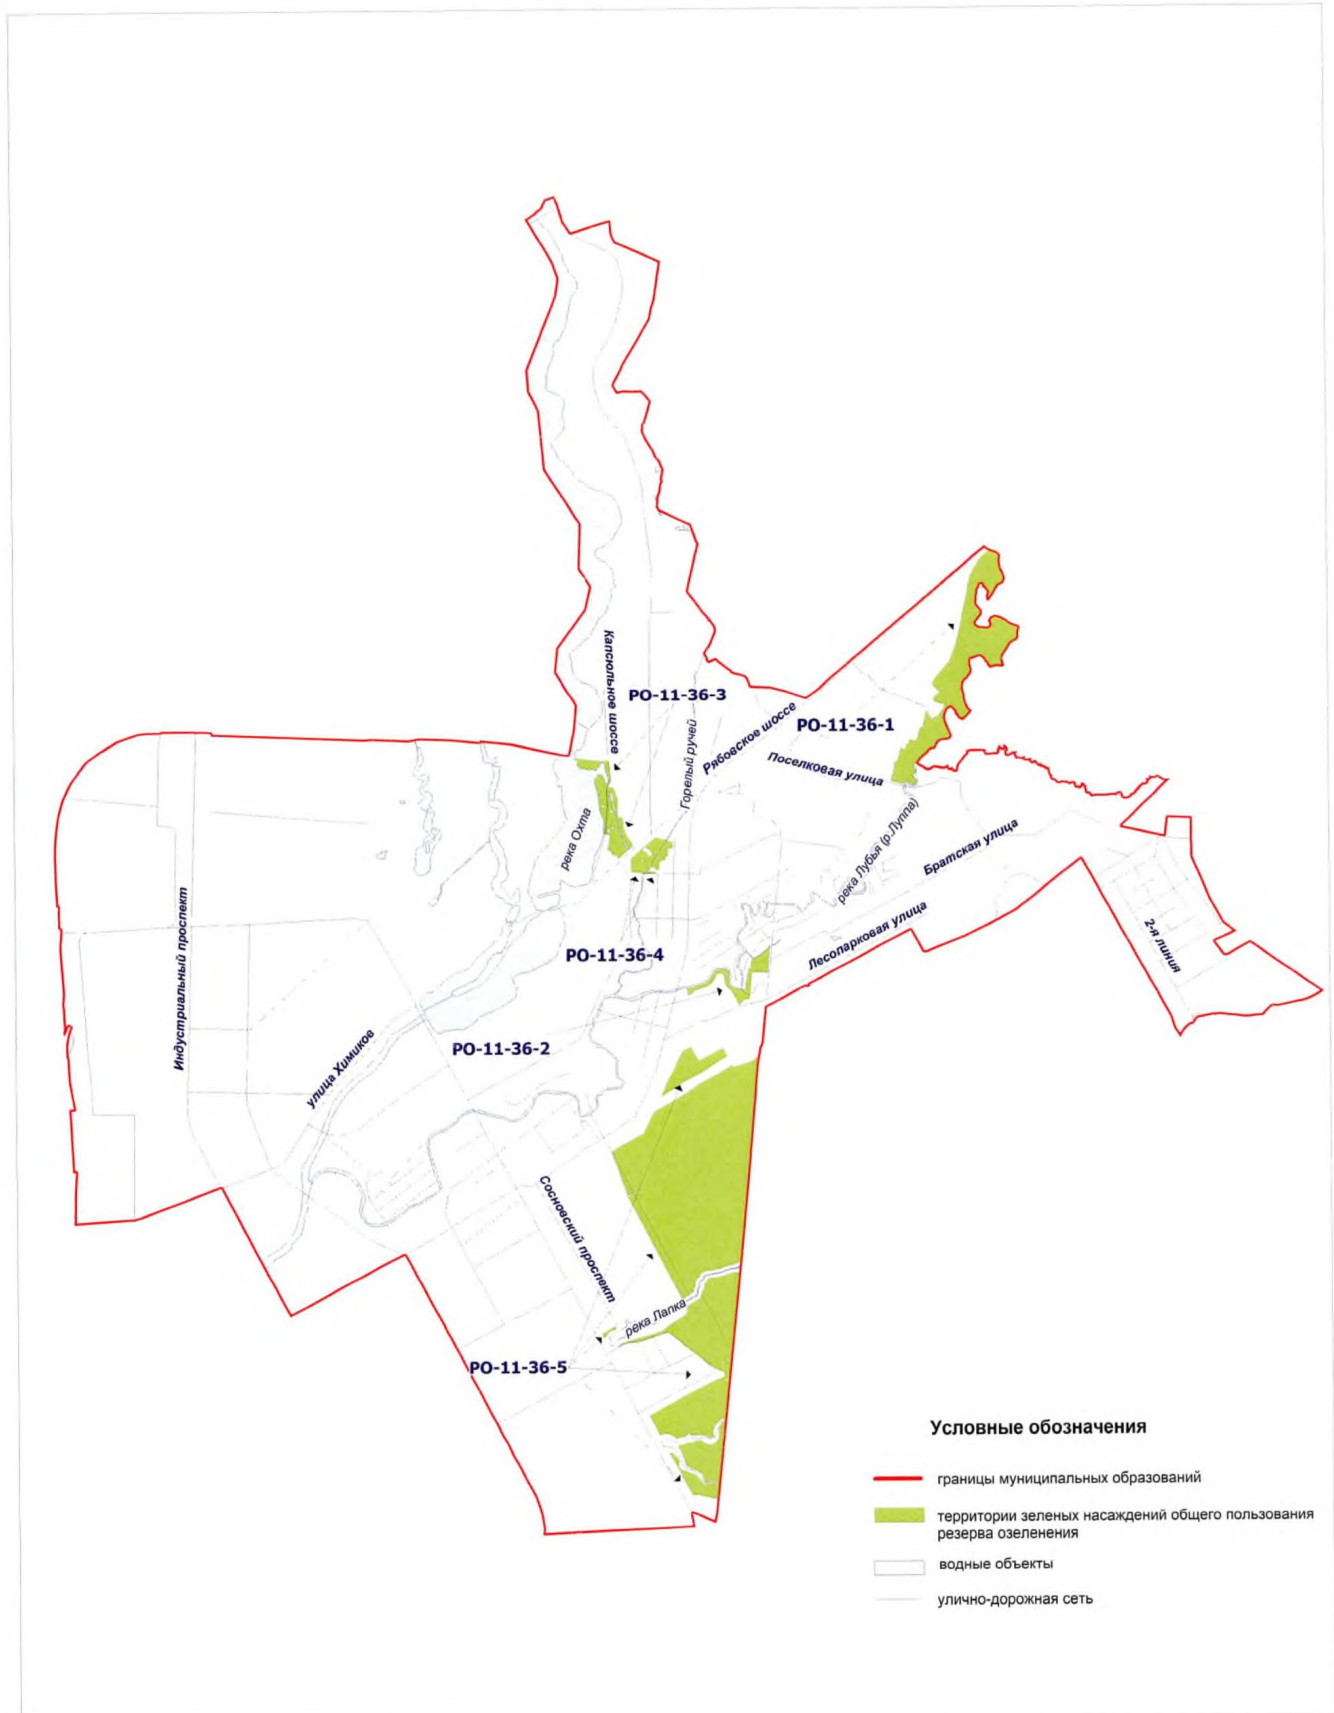 Капсюльное шоссе
РО-11-36-3
Горелый ручей
Рябовское шоссе
РО-11-36-1
Поселковая улица
река Охта
река Лубья (р.Луппа)
Братская улица
Лесопарковая улица
2-я линия
Индустриальный проспект
РО-11-36-4
улица Химиков
РО-11-36-2
Сосновский проспект
река Лапка
РО-11-36-5
Условные обозначения
границы муниципальных образований
территории зеленых насаждений общего пользования
резерва озеленения
водные объекты
улично-дорожная сеть